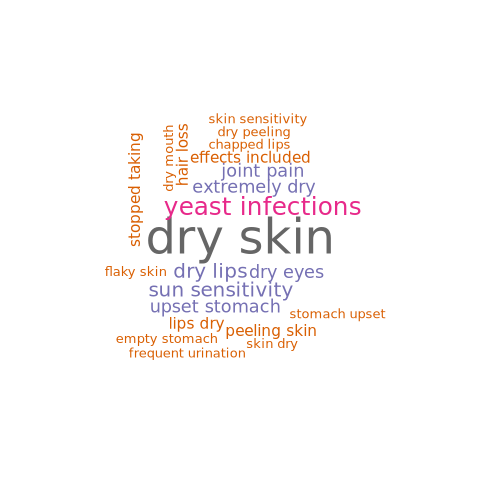 skin sensitivity
dry peeling
chapped lips
effects included
joint pain
extremely dry
stopped taking
dry mouth
hair loss
yeast infections
dry skin
flaky skin
dry lips
dry eyes
sun sensitivity
upset stomach
stomach upset
lips dry
peeling skin
empty stomach
skin dry
frequent urination